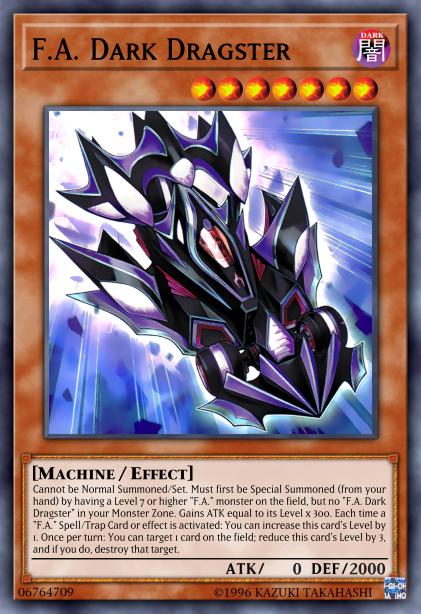 F.A. Dark Dragster
DARK
闇
[Machine / Effect]
Cannot be Normal Summoned/Set. Must first be Special Summoned (from your
hand) by having a Level 7 or higher "F.A." monster on the field, but no "F.A. Dark
Dragster" in your Monster Zone. Gains ATK equal to its Level x 300. Each time a
"F.A." Spell/Trap Card or effect is activated: You can increase this card's Level by
1. Once per turn: You can target 1 card on the field; reduce this card's Level by 3,
and if you do, destroy that target.
ATK/ 0 DEF/2000
06764709 ©1996 KAZUKI TAKAHASHI